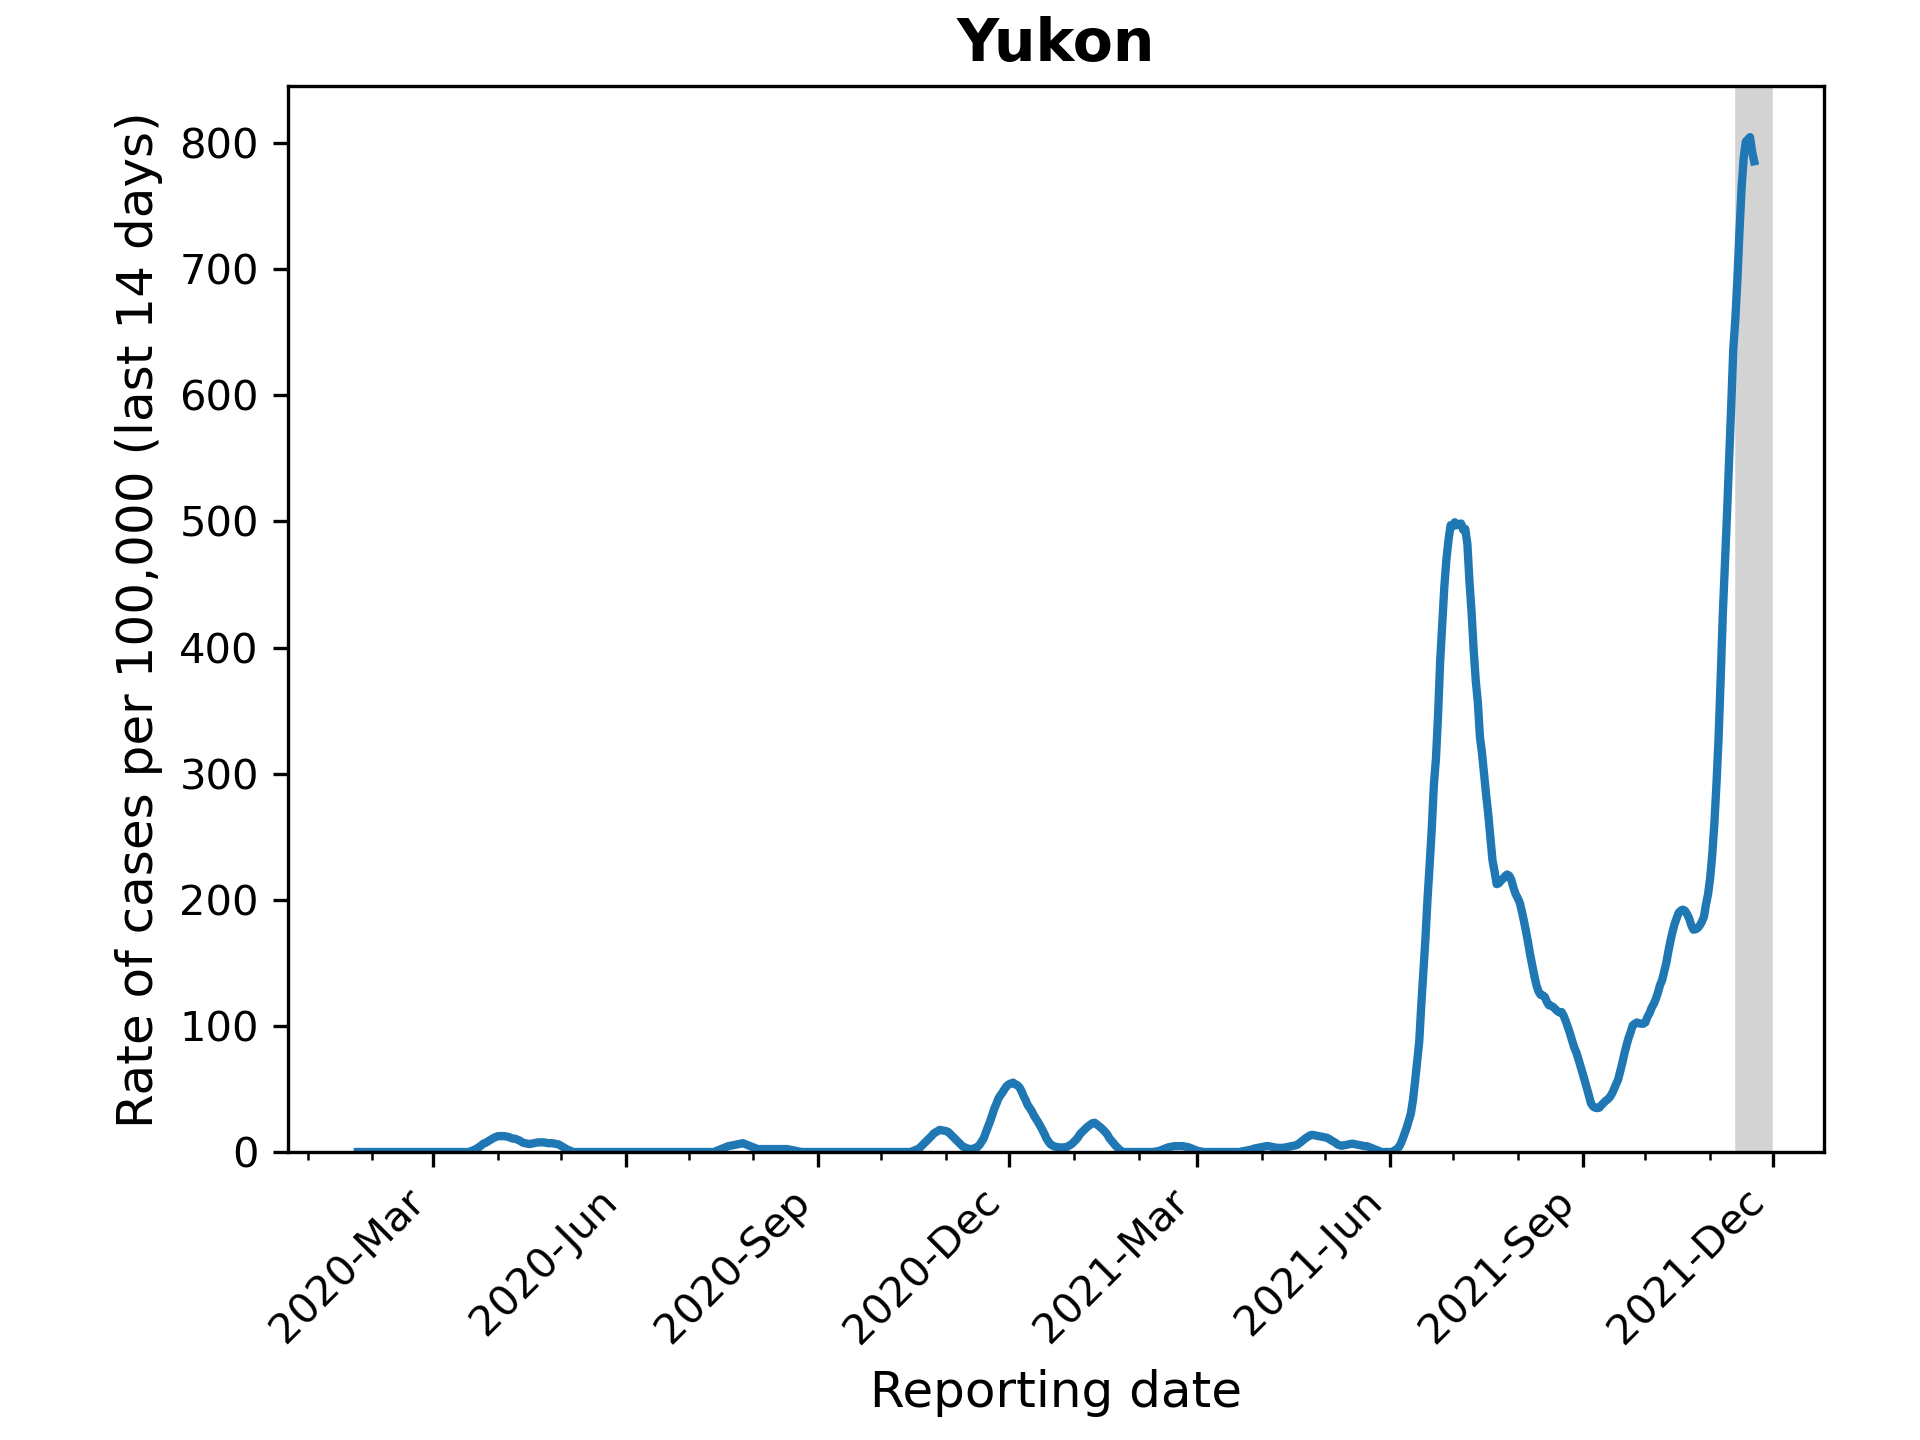 Yukon
Rate of cases per 100,000 (last 14 days)
800
700
600
500
400
300
200
100
0
2020-Mar
2020-Jun
2020-Sep
2020-Dec
2021-Mar
2021-Jun
2021-Sep
2021-Dec
Reporting date